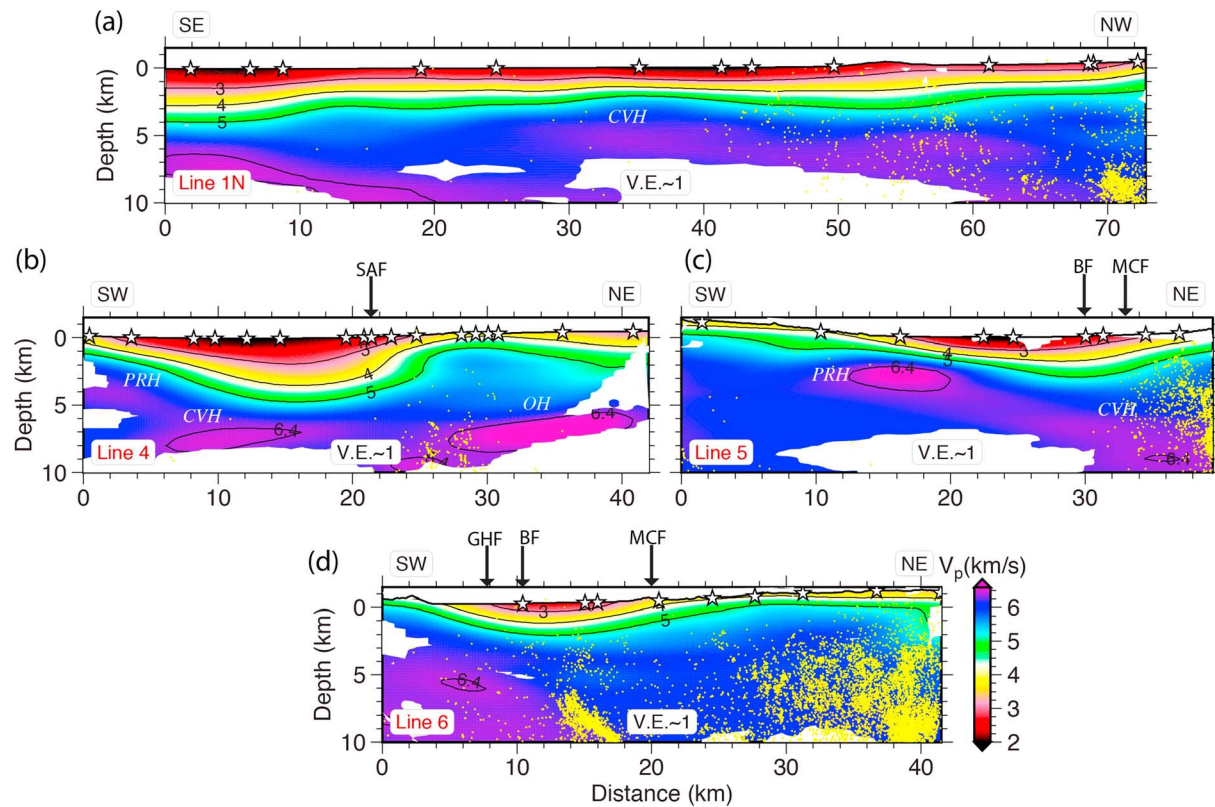 (a)
SE
NW
Depth (km)
0
5
10
3
4
5
CVH
Line 1N
V.E.~1
0 10 20 30 40 50 60 70
(b)
SAF
SW
NE
Depth (km)
0
5
10
3
4
5
PRH
CVH
OH
6.4
6.4
6.4
Line 4
V.E.~1
0 10 20 30 40
(c)
BF
MCF
NE
4
3
5
PRH
6.4
CVH
6.4
Line 5
V.E.~1
0 10 20 30
(d)
GHF
BF
MCF
SW
NE
Depth (km)
0
5
10
3
5
6.4
Line 6
V.E.~1
0 10 20 30 40
Distance (km)
Vp(km/s)
6
5
4
3
2